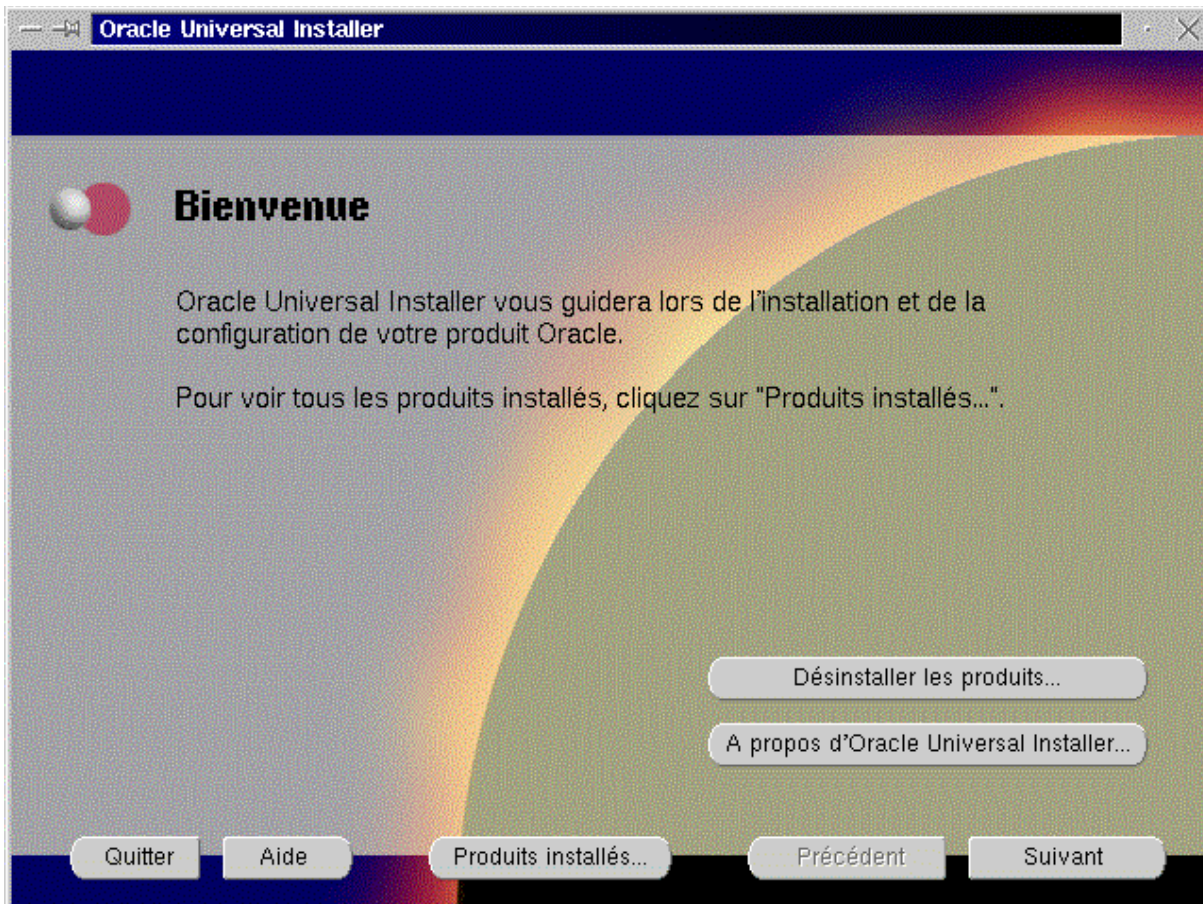 Oracle Universal Installer
Bienvenue
Oracle Universal Installer vous guidera lors de l'installation et de la
configuration de votre produit Oracle.
Pour voir tous les produits installés, cliquez sur "Produits installés...".
Désinstaller les produits...
A propos d'Oracle Universal Installer...
Quitter
Aide
Produits installés...
Précédent
Suivant